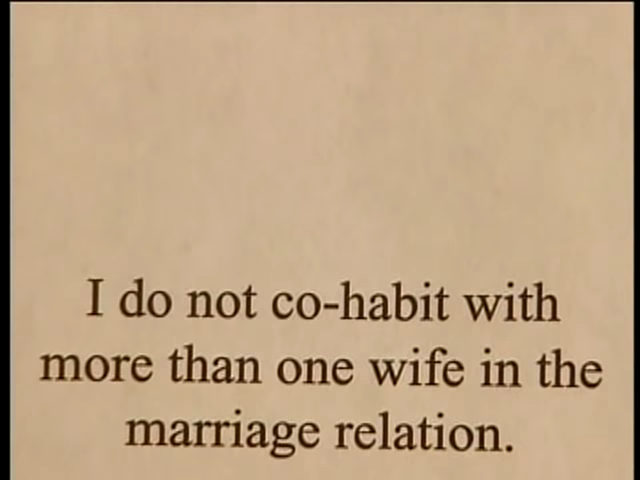 I do not co-habit with
more than one wife in the
marriage relation.